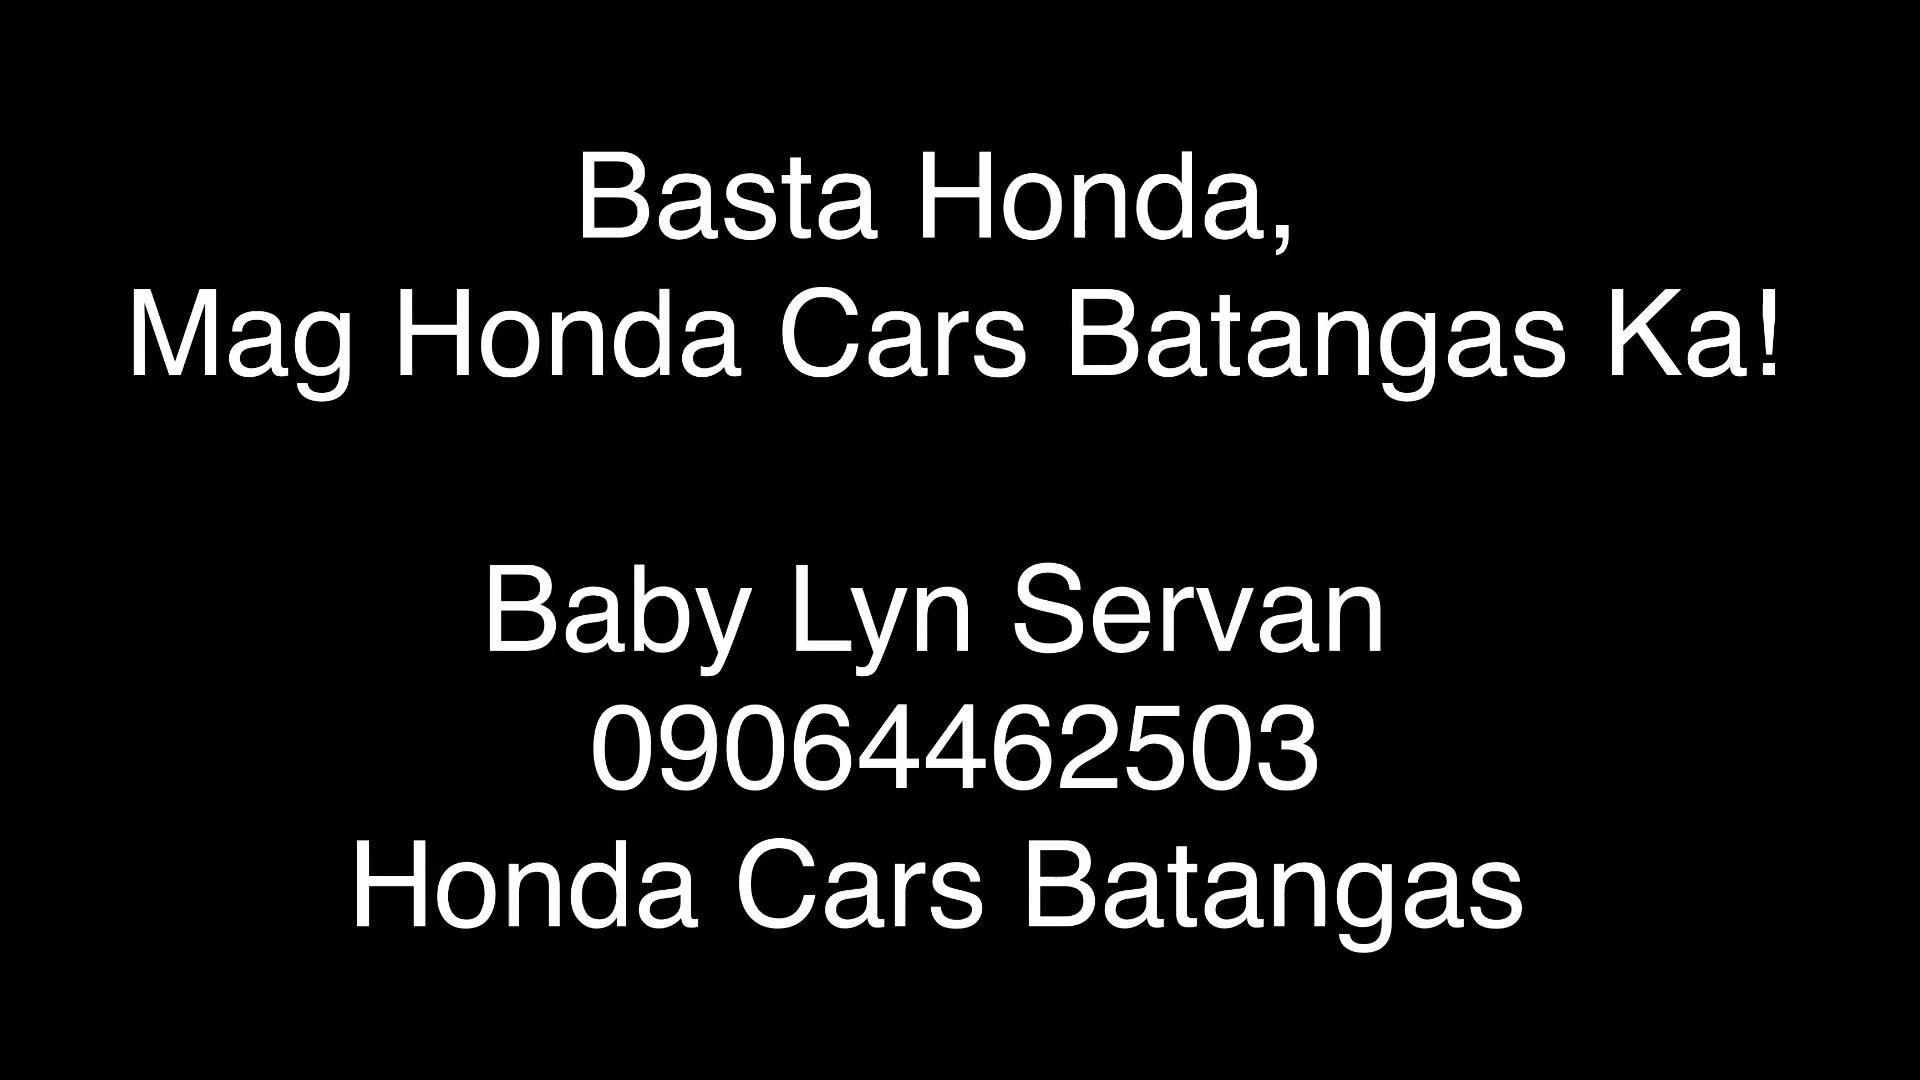 Basta Honda,
Mag Honda Cars Batangas Ka!
Baby Lyn Servan
09064462503
Honda Cars Batangas